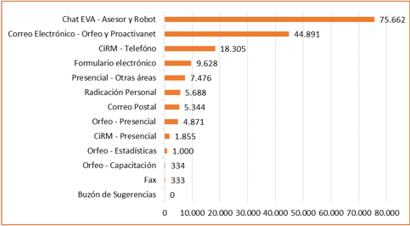 Chat EVA - Asesor y Robot 75.662
Correo Electrónico - Orfeo y Proactivanet 44.891
CiRM - Telefóno 18.305
Formulario electrónico 9.628
Presencial - Otras áreas 7.476
Radicación Personal 5.688
Correo Postal 5.344
Orfeo - Presencial 4.871
CiRM - Presencial 1.855
Orfeo - Estadísticas 1.000
Orfeo - Capacitación 334
Fax 333
Buzón de Sugerencias 0
0 10.000 20.000 30.000 40.000 50.000 60.000 70.000 80.000